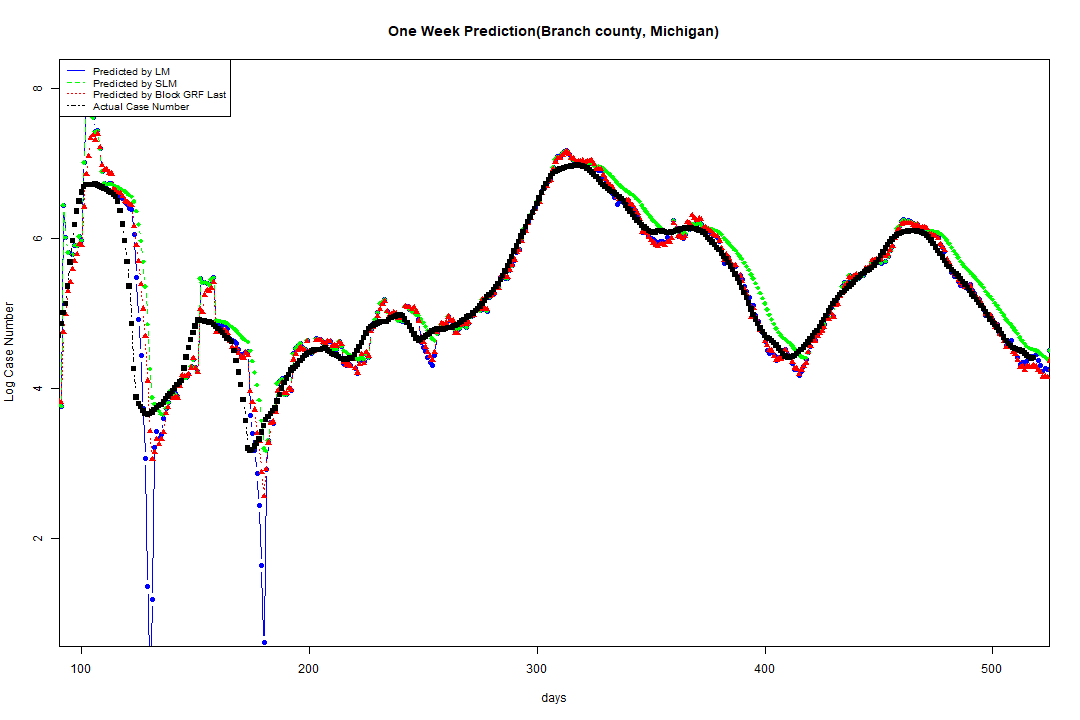 One Week Prediction(Branch county, Michigan)
Predicted by LM
Predicted by SLM
Predicted by Block GRF Last
Actual Case Number
8
6
4
2
Log Case Number
100 200 300 400 500
days